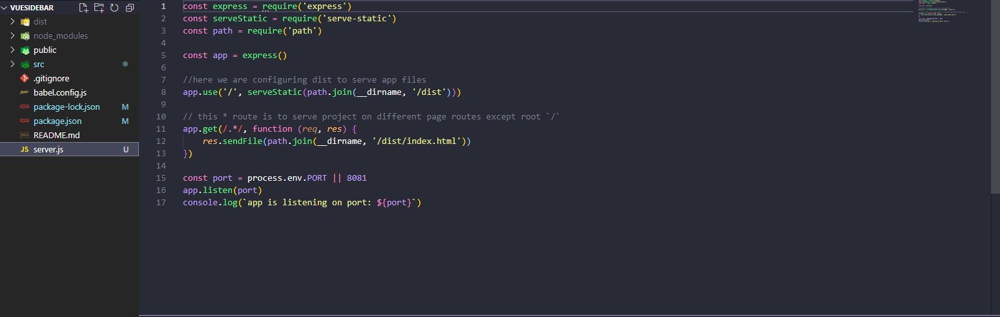 VUESIDEBAR
dist
node_modules
public
src
.gitignore
babel.config.js
package-lock.json M
package.json M
README.md
JS server.js U
1 const express = require('express')
2 const serveStatic = require('serve-static')
3 const path = require('path')
4
5 const app = express()
6
7 //here we are configuring dist to serve app files
8 app.use('/', serveStatic(path.join(__dirname, '/dist')))
9
10 // this * route is to serve project on different page routes except root `/`
11 app.get(/.*/, function (req, res) {
12 res.sendFile(path.join(__dirname, '/dist/index.html'))
13 })
14
15 const port = process.env.PORT || 8081
16 app.listen(port)
17 console.log(`app is listening on port: ${port}`)